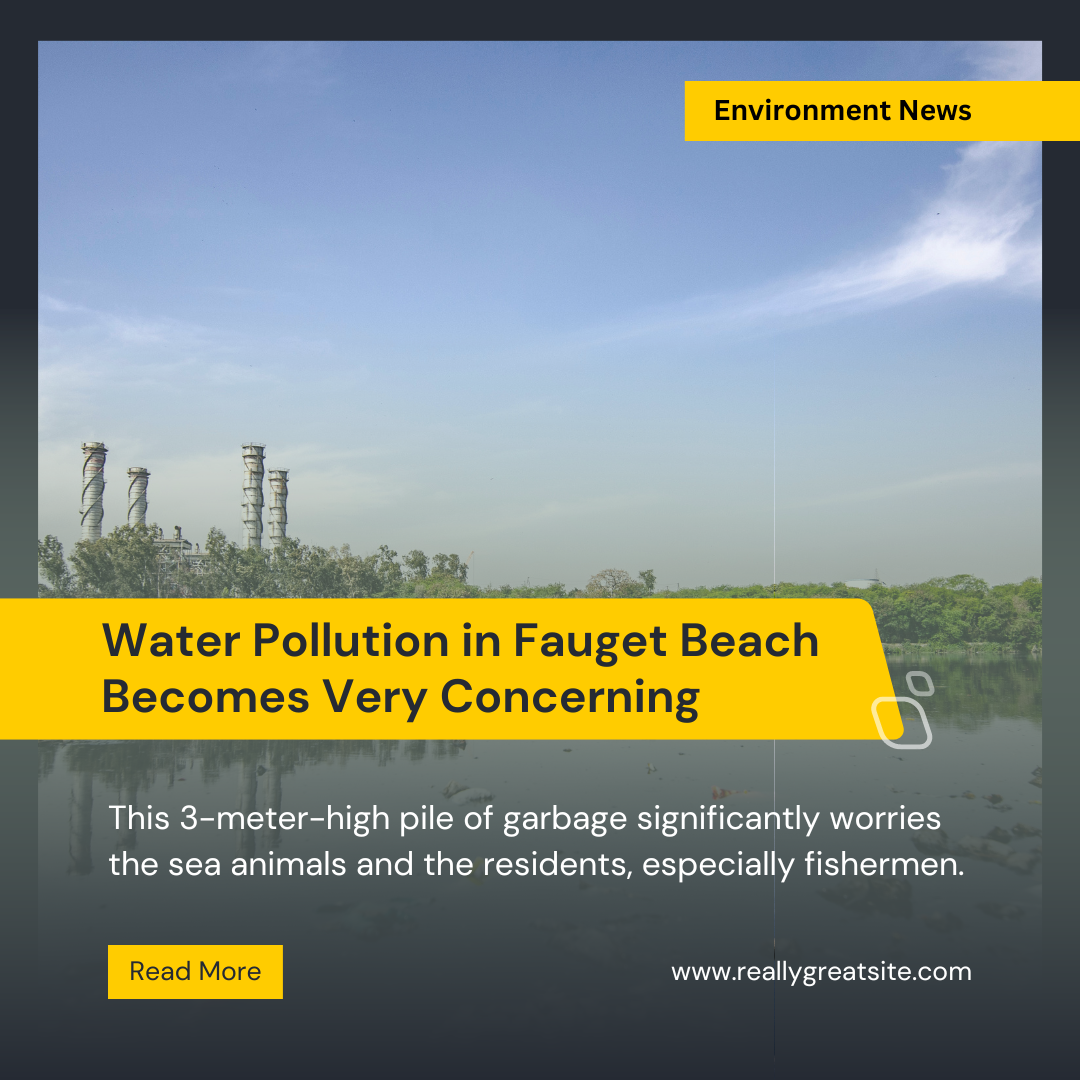 Environment News
Water Pollution in Fauget Beach
Becomes Very Concerning
This 3-meter-high pile of garbage significantly worries
the sea animals and the residents, especially fishermen.
Read More
www.reallygreatsite.com